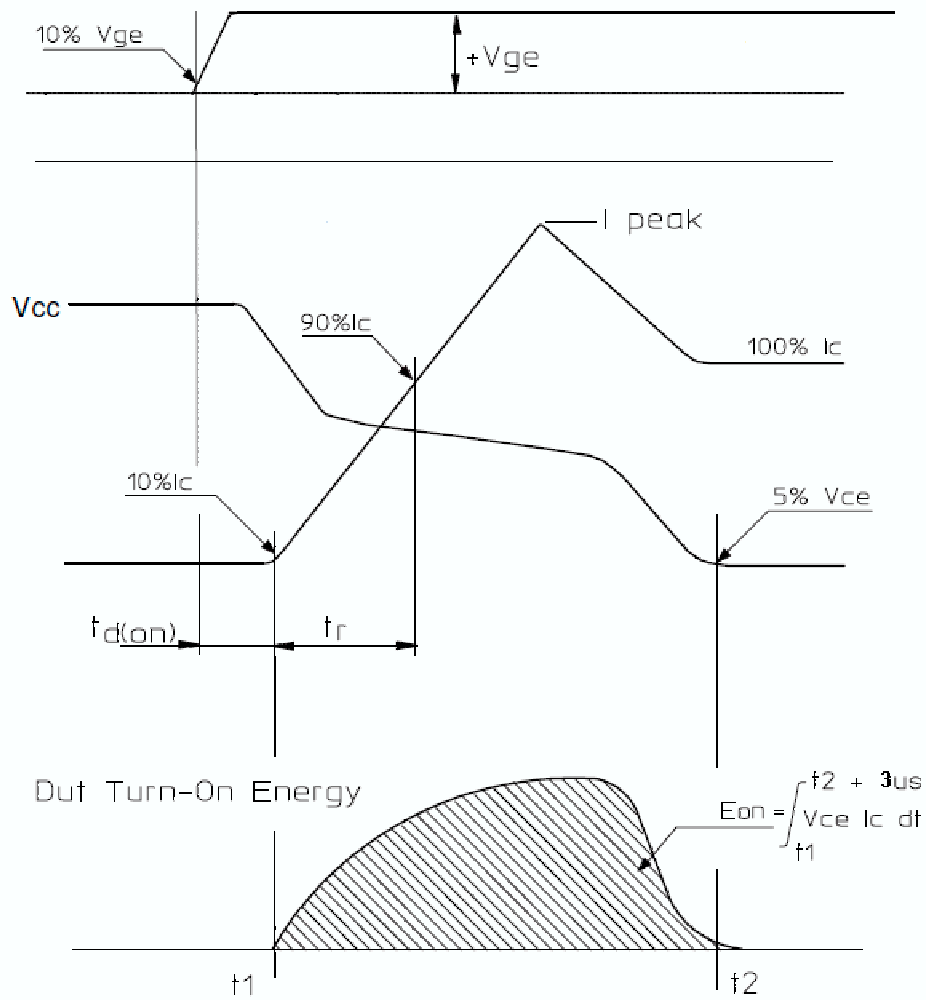 10% Vge
+Vge
I peak
Vcc
90%Ic
100% Ic
10%Ic
5% Vce
td(on)
tr
Dut Turn-On Energy
t2 + 3us
Eon = ∫ Vce Ic dt
t1
t1
t2